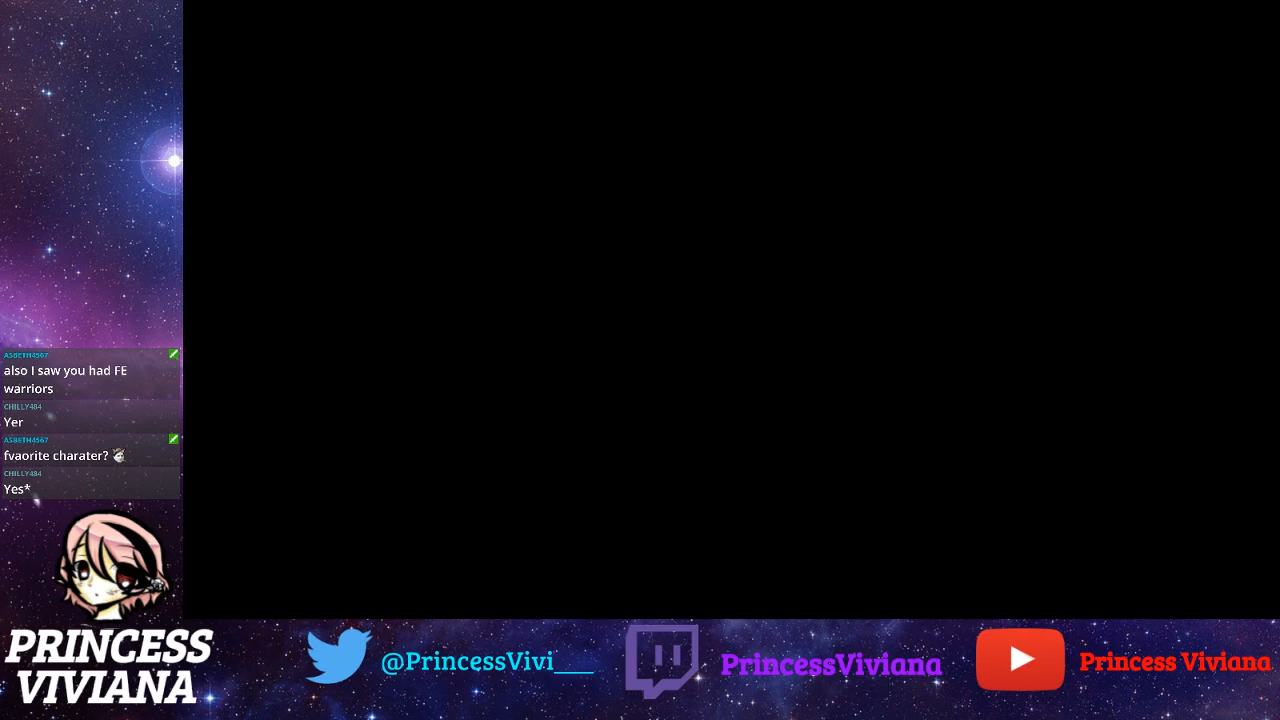 ASBETH4567
also I saw you had FE
warriors
CHILLY484
Yer
ASBETH4567
fvaorite charater?
CHILLY484
Yes*
PRINCESS
VIVIANA
@PrincessVivi___
PrincessViviana
Princess Viviana